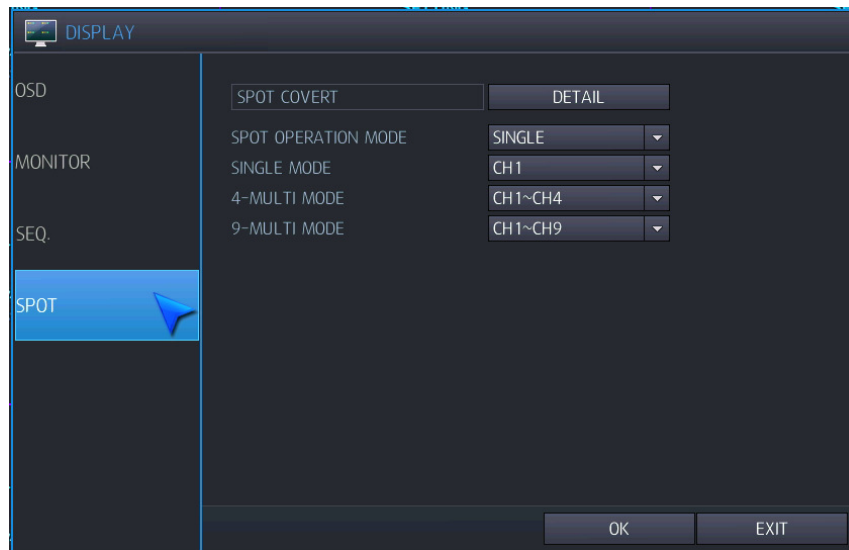 DISPLAY
OSD
MONITOR
SEQ.
SPOT
SPOT COVERT DETAIL
SPOT OPERATION MODE SINGLE
SINGLE MODE CH1
4-MULTI MODE CH1~CH4
9-MULTI MODE CH1~CH9
OK EXIT